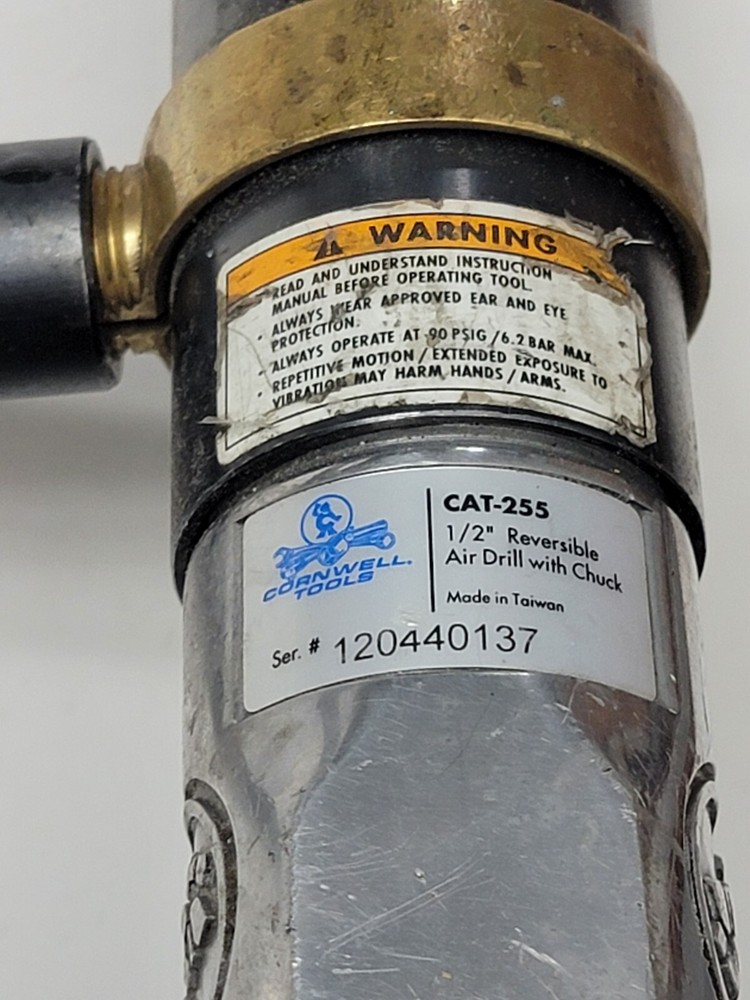 WARNING
READ AND UNDERSTAND INSTRUCTION
MANUAL BEFORE OPERATING TOOL.
• ALWAYS WEAR APPROVED EAR AND EYE
PROTECTION.
• ALWAYS OPERATE AT 90 PSIG/6.2 BAR MAX.
• REPETITIVE MOTION/EXTENDED EXPOSURE TO
VIBRATION MAY HARM HANDS/ARMS.
CORNWELL.
TOOLS
CAT-255
1/2" Reversible
Air Drill with Chuck
Made in Taiwan
Ser. # 120440137